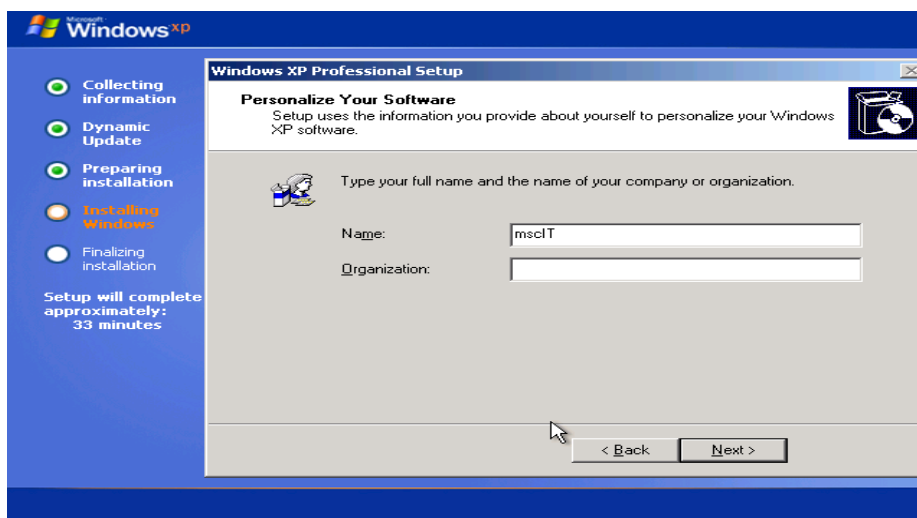 Microsoft
Windows xp
Collecting
information
Dynamic
Update
Preparing
installation
Installing
Windows
Finalizing
installation
Setup will complete
approximately:
33 minutes
Windows XP Professional Setup
Personalize Your Software
Setup uses the information you provide about yourself to personalize your Windows
XP software.
Type your full name and the name of your company or organization.
Name: mscIT
Organization:
< Back Next >